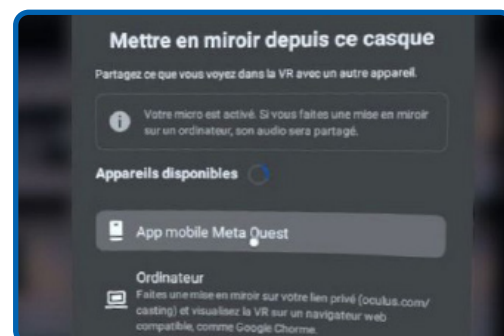 Mettre en miroir depuis ce casque
Partagez ce que vous voyez dans la VR avec un autre appareil.
Votre micro est activé. Si vous faites une mise en miroir
sur un ordinateur, son audio sera partagé.
Appareils disponibles
App mobile Meta Quest
Ordinateur
Faites une mise en miroir sur votre lien privé (oculus.com/
casting) et visualisez la VR sur un navigateur web
compatible, comme Google Chorme.